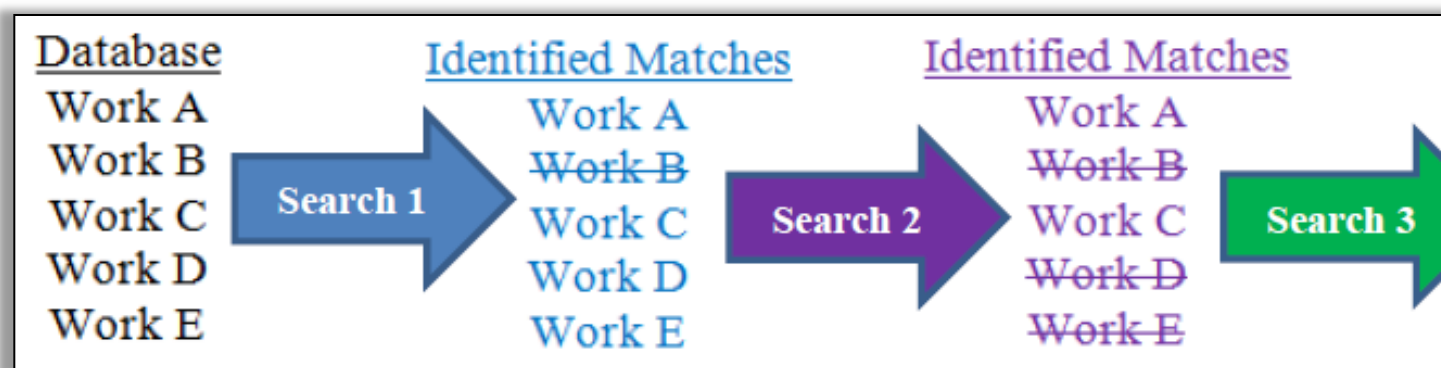 Database
Work A
Work B
Work C
Work D
Work E
Search 1
Identified Matches
Work A
Work B
Work C
Work D
Work E
Search 2
Identified Matches
Work A
Work B
Work C
Work D
Work E
Search 3